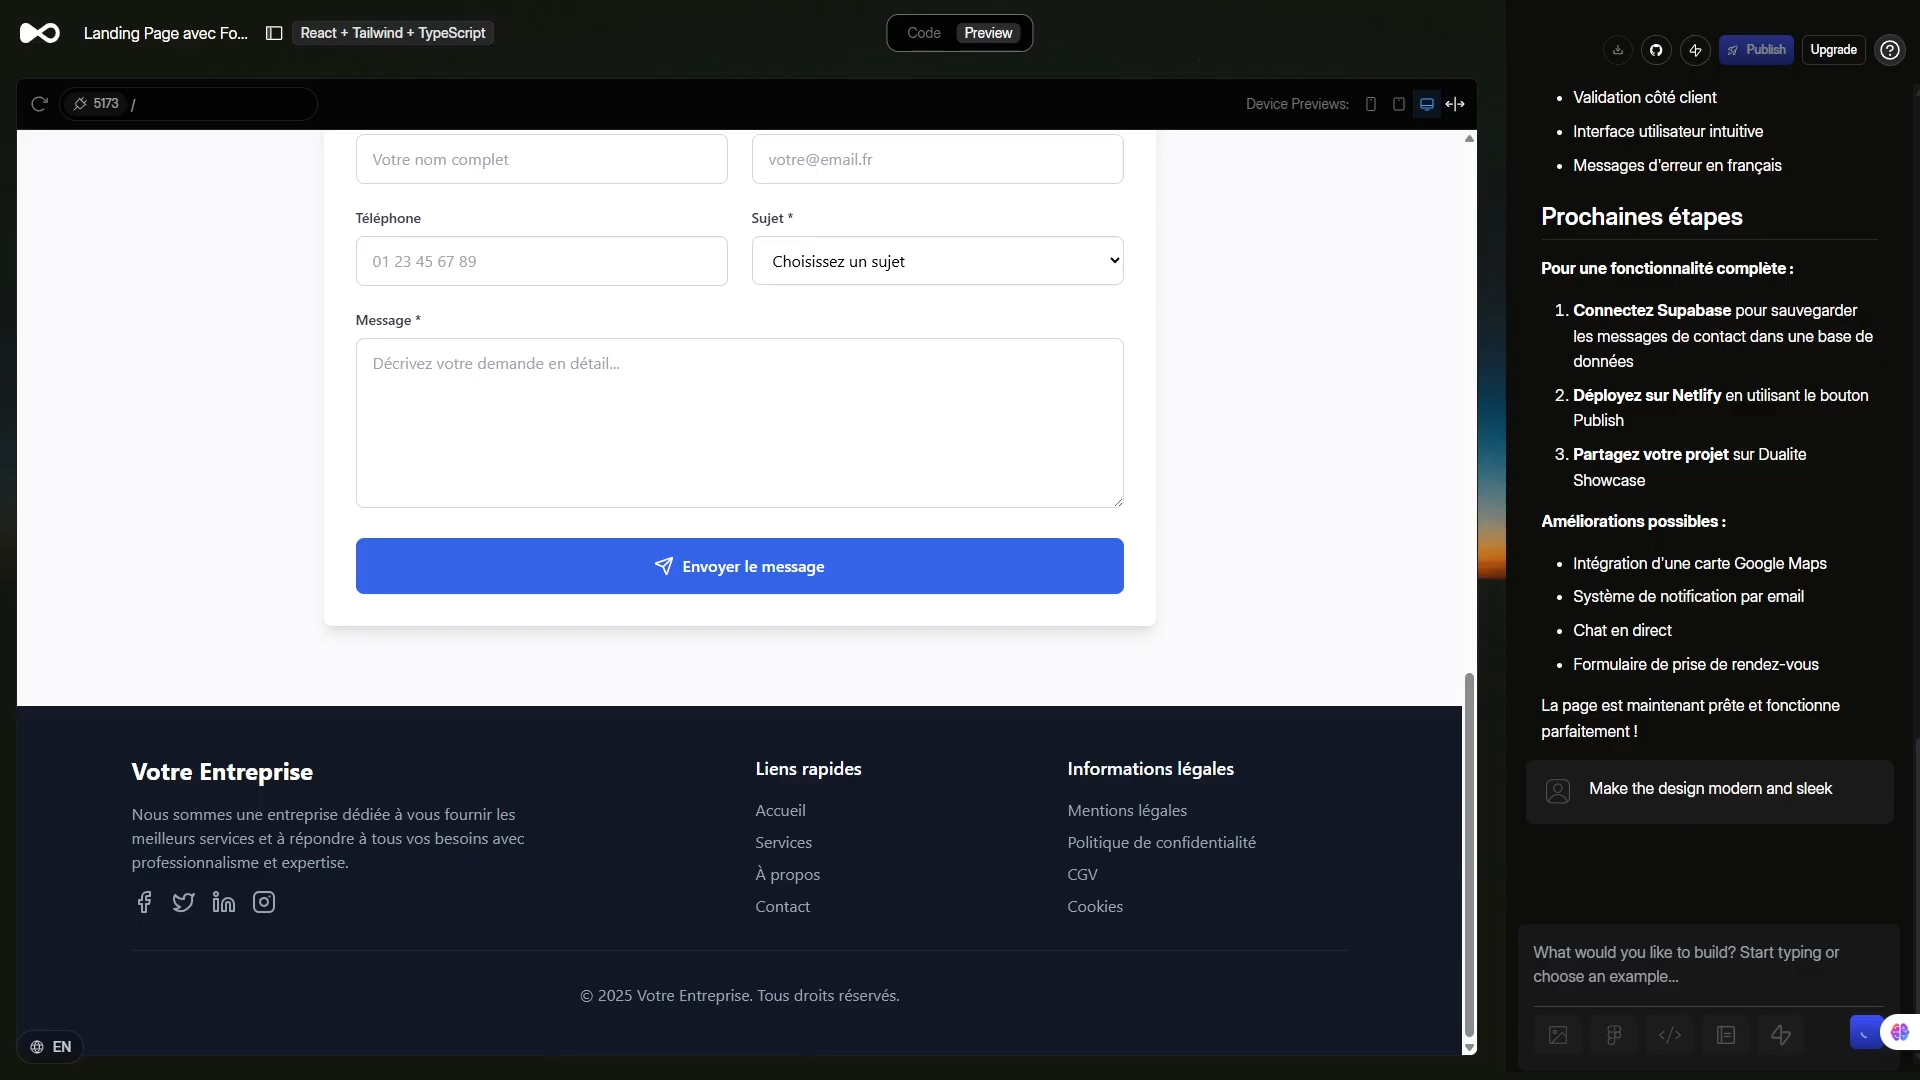 Landing Page avec Fo...
React + Tailwind + TypeScript
Code
Preview
Publish
Upgrade
5173
/
Device Previews:
Votre nom complet
votre@email.fr
Téléphone
Sujet *
01 23 45 67 89
Choisissez un sujet
Message *
Décrivez votre demande en détail...
Envoyer le message
Votre Entreprise
Nous sommes une entreprise dédiée à vous fournir les
meilleurs services et à répondre à tous vos besoins avec
professionnalisme et expertise.
Liens rapides
Accueil
Services
À propos
Contact
Informations légales
Mentions légales
Politique de confidentialité
CGV
Cookies
© 2025 Votre Entreprise. Tous droits réservés.
EN
• Validation côté client
• Interface utilisateur intuitive
• Messages d'erreur en français
Prochaines étapes
Pour une fonctionnalité complète :
1. Connectez Supabase pour sauvegarder
les messages de contact dans une base de
données
2. Déployez sur Netlify en utilisant le bouton
Publish
3. Partagez votre projet sur Dualite
Showcase
Améliorations possibles :
• Intégration d'une carte Google Maps
• Système de notification par email
• Chat en direct
• Formulaire de prise de rendez-vous
La page est maintenant prête et fonctionne
parfaitement !
Make the design modern and sleek
What would you like to build? Start typing or
choose an example...